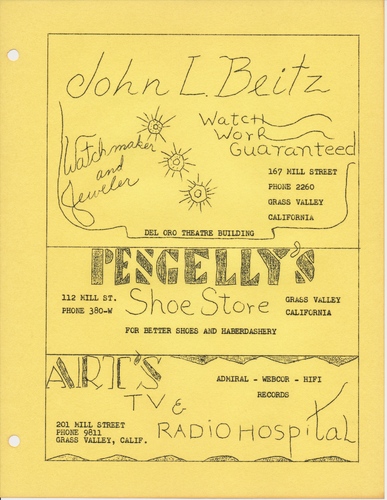 John L. Beitz
Watch
Work
Guaranteed
Watchmaker
and
Jeweler
167 MILL STREET
PHONE 2260
GRASS VALLEY
CALIFORNIA
DEL ORO THEATRE BUILDING
PENGELLY'S
112 MILL ST.
PHONE 380-W
Shoe Store
GRASS VALLEY
CALIFORNIA
FOR BETTER SHOES AND HABERDASHERY
ART'S
TV &
RADIO HOSpital
ADMIRAL - WEBCOR - HIFI
RECORDS
201 MILL STREET
PHONE 9811
GRASS VALLEY, CALIF.